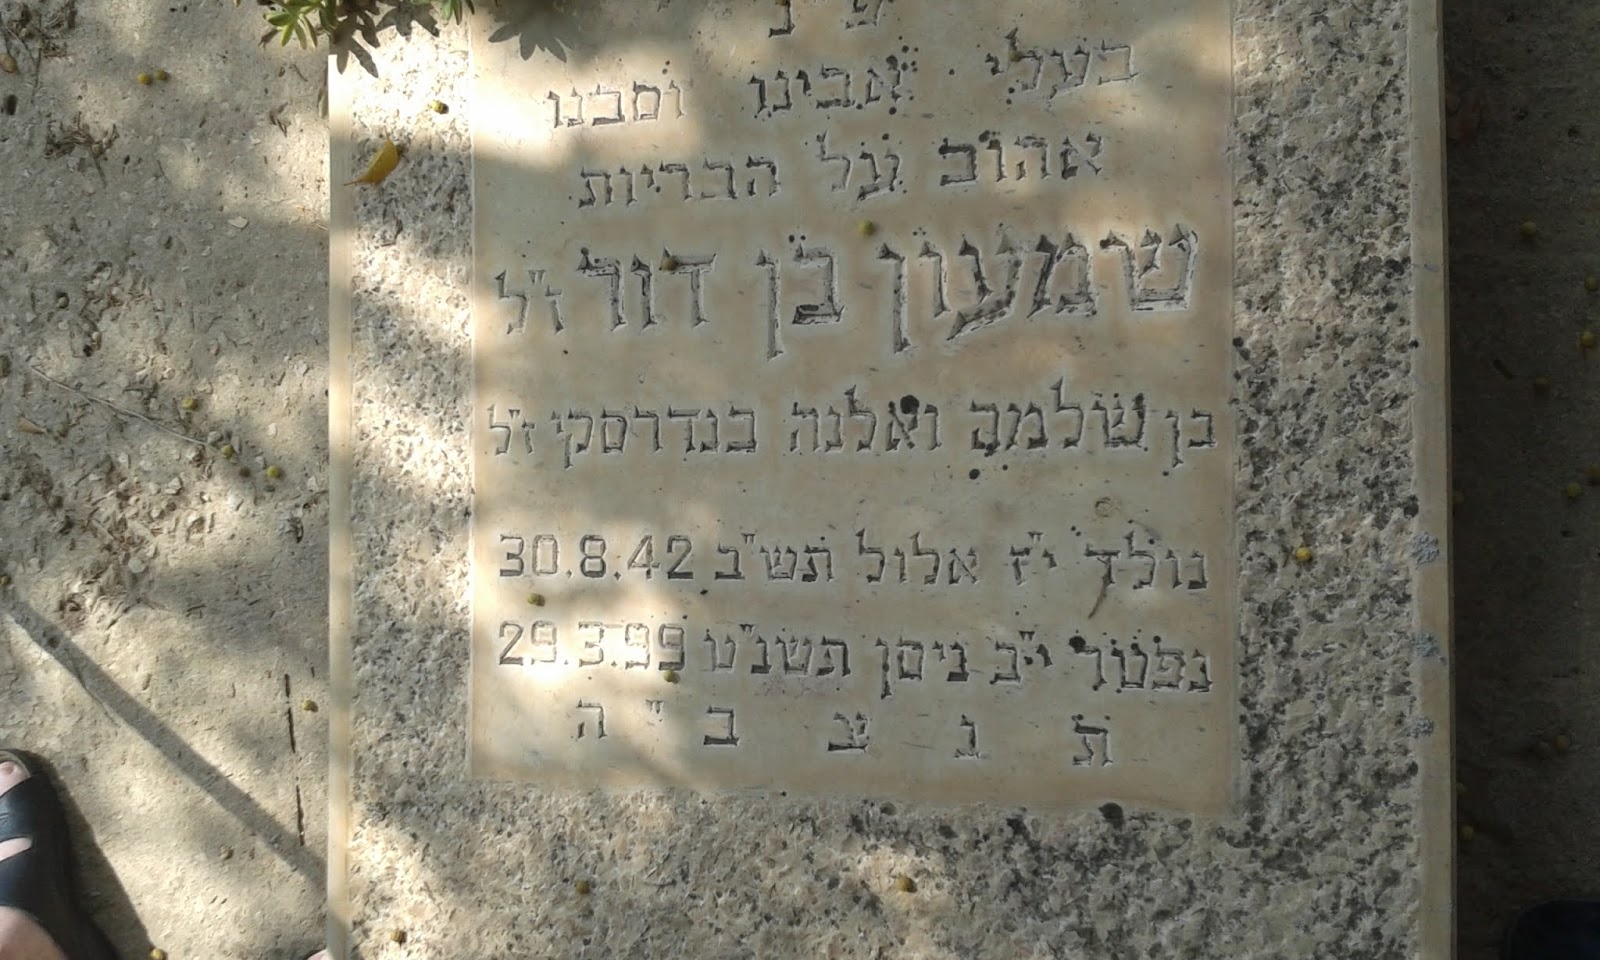 פ"נ
בעלי אבינו וסבנו
אהוב על הבריות
שמעון בן דור ז"ל
בן שלמה ואלנה בנדרסקי ז"ל
נולד י"ז אלול תש"ב 30.8.42
נפטר י"ב ניסן תשנ"ט 29.3.99
ת נ צ ב " ה